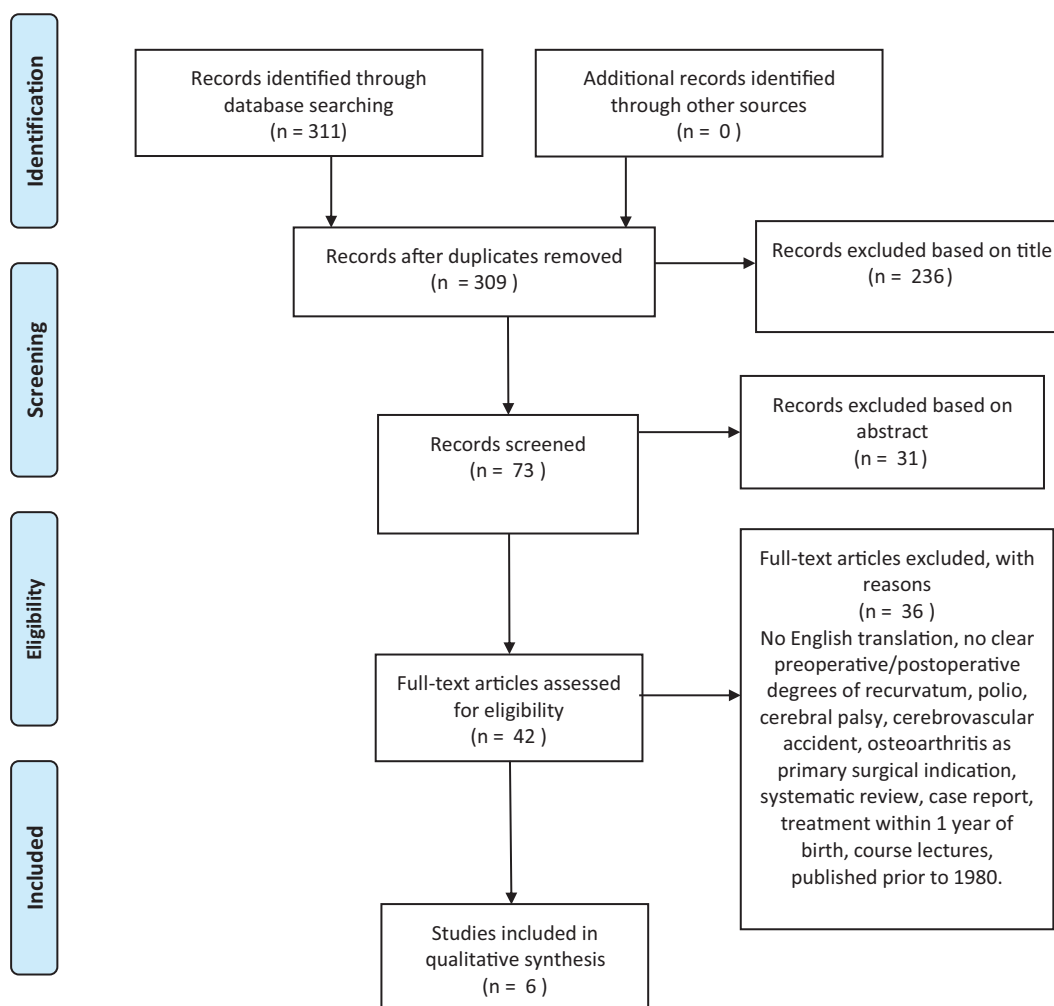 Identification
Records identified through
database searching
(n = 311)
Additional records identified
through other sources
(n = 0 )
Records after duplicates removed
(n = 309 )
Records excluded based on title
(n = 236)
Screening
Records screened
(n = 73 )
Records excluded based on
abstract
(n = 31)
Eligibility
Full-text articles assessed
for eligibility
(n = 42 )
Full-text articles excluded, with
reasons
(n = 36 )
No English translation, no clear
preoperative/postoperative
degrees of recurvatum, polio,
cerebral palsy, cerebrovascular
accident, osteoarthritis as
primary surgical indication,
systematic review, case report,
treatment within 1 year of
birth, course lectures,
published prior to 1980.
Included
Studies included in
qualitative synthesis
(n = 6 )